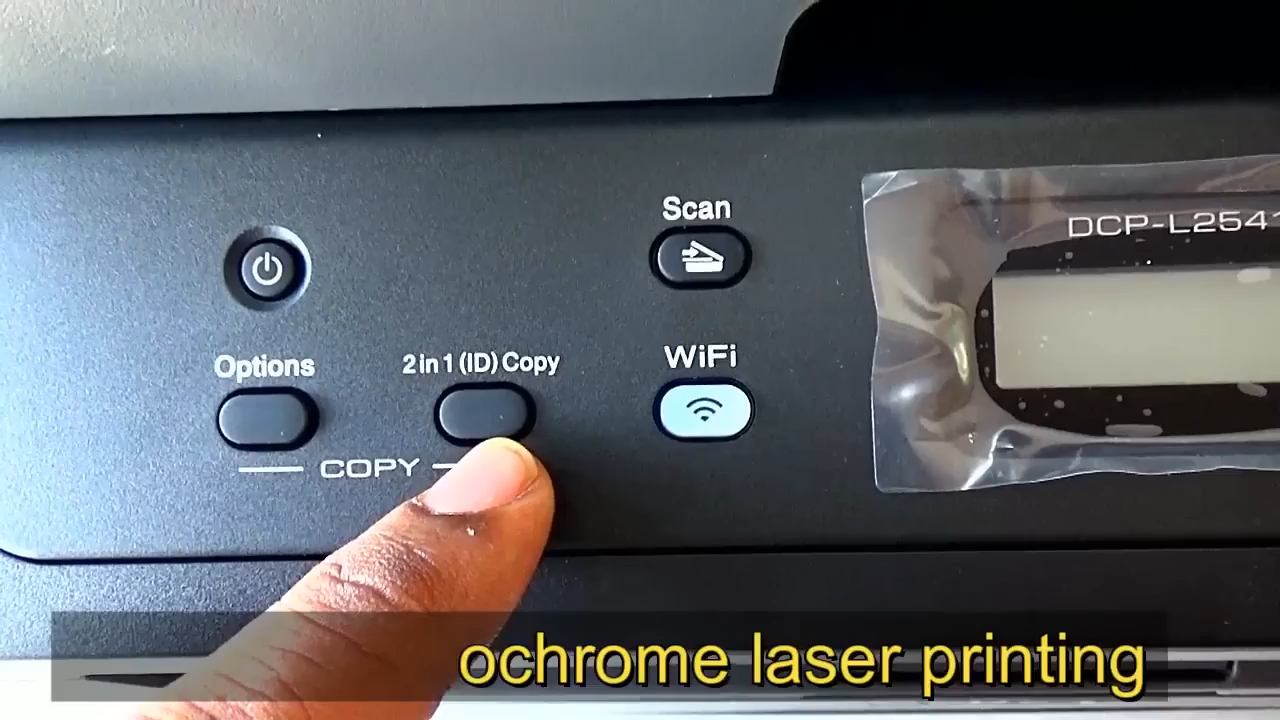 Scan
DCP-L2541
Options
2 in 1 (ID) Copy
WiFi
COPY
ochrome laser printing